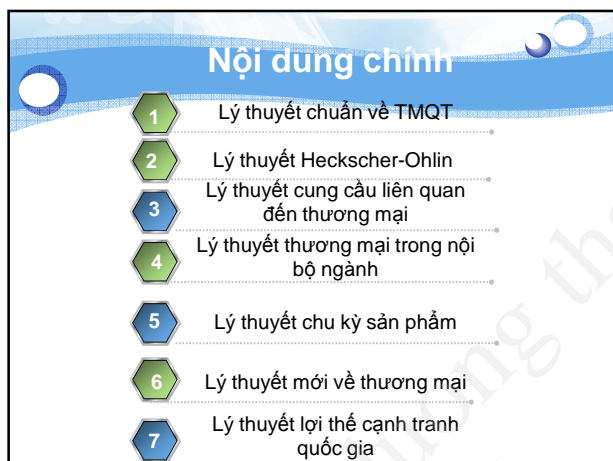 Nội dung chính
1 Lý thuyết chuẩn về TMQT
2 Lý thuyết Heckscher-Ohlin
3 Lý thuyết cung cầu liên quan
đến thương mại
4 Lý thuyết thương mại trong nội
bộ ngành
5 Lý thuyết chu kỳ sản phẩm
6 Lý thuyết mới về thương mại
7 Lý thuyết lợi thế cạnh tranh
quốc gia